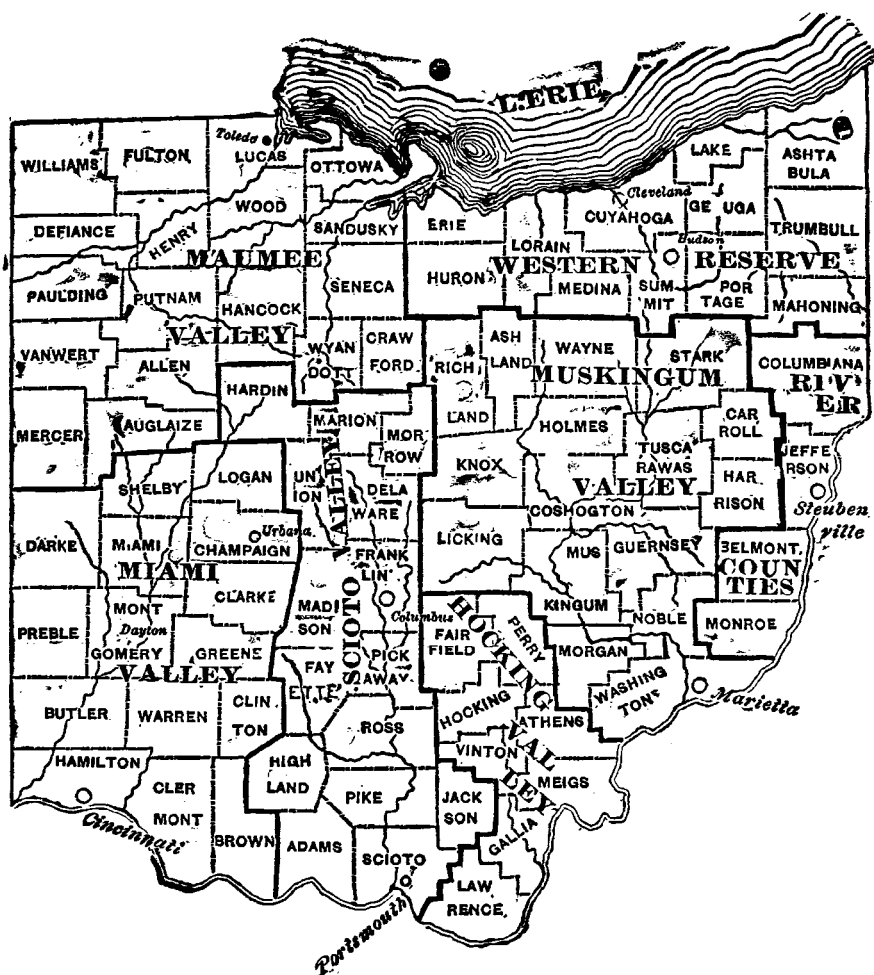 L. ERIE
LAKE
ASHTA
BULA
Toledo
LUCAS
FULTON
WILLIAMS
OTTOWA
Cleveland
CUYAHOGA
GE UGA
WOOD
SANDUSKY
ERIE
LORAIN
TRUMBULL
DEFIANCE
HENRY
Hudson
MAUMEE
WESTERN
RESERVE
HURON
MEDINA
SUM
MIT
POR
TAGE
MAHONING
PAULDING
PUTNAM
HANCOCK
SENECA
VALLEY
VANWERT
ALLEN
WYAN
DOTT
CRAW
FORD
RICH
LAND
ASH
LAND
WAYNE
STARK
COLUMBIANA
RIV
ER
MUSKINGUM
HARDIN
MERCER
AUGLAIZE
MARION
MOR
ROW
HOLMES
TUSCA
RAWAS
CAR
ROLL
JEFFE
RSON
KNOX
VALLEY
HAR
RISON
SHELBY
LOGAN
UN
ION
VALLEY
DELA
WARE
COSHOGTON
Steuben
ville
DARKE
MIAMI
Urbana
CHAMPAIGN
FRANK
LIN
LICKING
MUS
KINGUM
GUERNSEY
BELMONT.
COUN
TIES
MIAMI
CLARKE
MADI
SON
Columbus
SCIOTO
HOCKING
NOBLE
MONROE
PREBLE
MONT
GOMERY
Dayton
GREENE
VALLEY
FAY
ETTE
PICK
AWAY
FAIR
FIELD
PERRY
MORGAN
WASHING
TON
Marietta
BUTLER
WARREN
CLIN
TON
ROSS
HOCKING
ATHENS
VAL
LEY
VINTON
MEIGS
HAMILTON
HIGH
LAND
Cincinnati
CLER
MONT
BROWN
ADAMS
PIKE
JACK
SON
GALLIA
SCIOTO
LAW
RENCE
Portsmouth